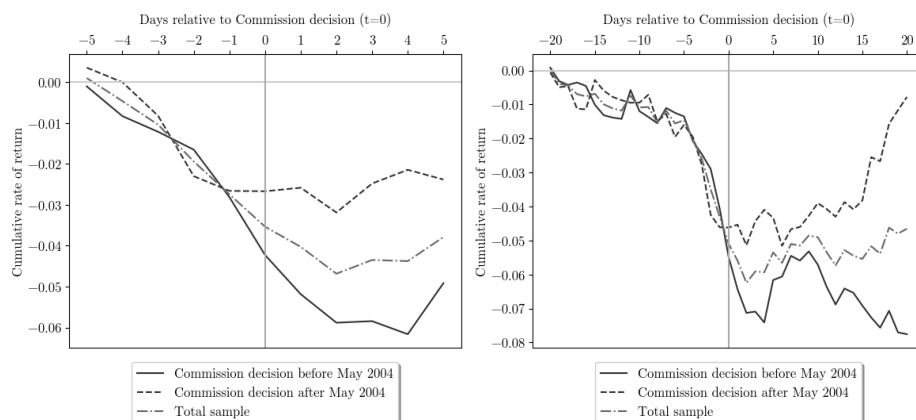 Days relative to Commission decision (t=0)
−5 −4 −3 −2 −1 0 1 2 3 4 5
0.00
−0.01
−0.02
−0.03
−0.04
−0.05
−0.06
Cumulative rate of return
Commission decision before May 2004
Commission decision after May 2004
Total sample
Days relative to Commission decision (t=0)
−20 −15 −10 −5 0 5 10 15 20
0.00
−0.01
−0.02
−0.03
−0.04
−0.05
−0.06
−0.07
−0.08
Cumulative rate of return
Commission decision before May 2004
Commission decision after May 2004
Total sample